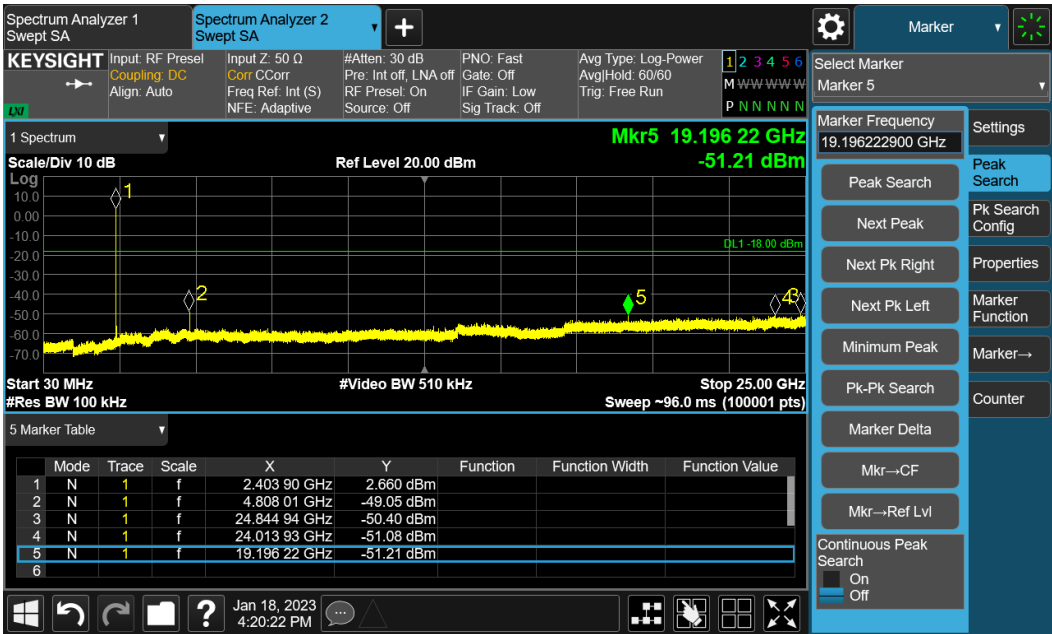 Spectrum Analyzer 1
Swept SA
Spectrum Analyzer 2
Swept SA
Marker
KEYSIGHT
LXI
Input: RF Presel
Coupling: DC
Align: Auto
Input Z: 50 Ω
Corr CCorr
Freq Ref: Int (S)
NFE: Adaptive
#Atten: 30 dB
Pre: Int off, LNA off
RF Presel: On
Source: Off
PNO: Fast
Gate: Off
IF Gain: Low
Sig Track: Off
Avg Type: Log-Power
Avg|Hold: 60/60
Trig: Free Run
1 2 3 4 5 6
M W W W W W
P N N N N N
Select Marker
Marker 5
1 Spectrum
Mkr5 19.196 22 GHz
-51.21 dBm
Scale/Div 10 dB
Ref Level 20.00 dBm
Log
10.0
0.00
-10.0
-20.0
-30.0
-40.0
-50.0
-60.0
-70.0
1
2
5
4
3
DL1 -18.00 dBm
Start 30 MHz
#Video BW 510 kHz
Stop 25.00 GHz
#Res BW 100 kHz
Sweep ~96.0 ms (100001 pts)
5 Marker Table
Mode Trace Scale X Y Function Function Width Function Value
1 N 1 f 2.403 90 GHz 2.660 dBm
2 N 1 f 4.808 01 GHz -49.05 dBm
3 N 1 f 24.844 94 GHz -50.40 dBm
4 N 1 f 24.013 93 GHz -51.08 dBm
5 N 1 f 19.196 22 GHz -51.21 dBm
6
Marker Frequency
19.196222900 GHz
Peak Search
Next Peak
Next Pk Right
Next Pk Left
Minimum Peak
Pk-Pk Search
Marker Delta
Mkr→CF
Mkr→Ref Lvl
Continuous Peak
Search
On
Off
Settings
Peak
Search
Pk Search
Config
Properties
Marker
Function
Marker→
Counter
?
Jan 18, 2023
4:20:22 PM